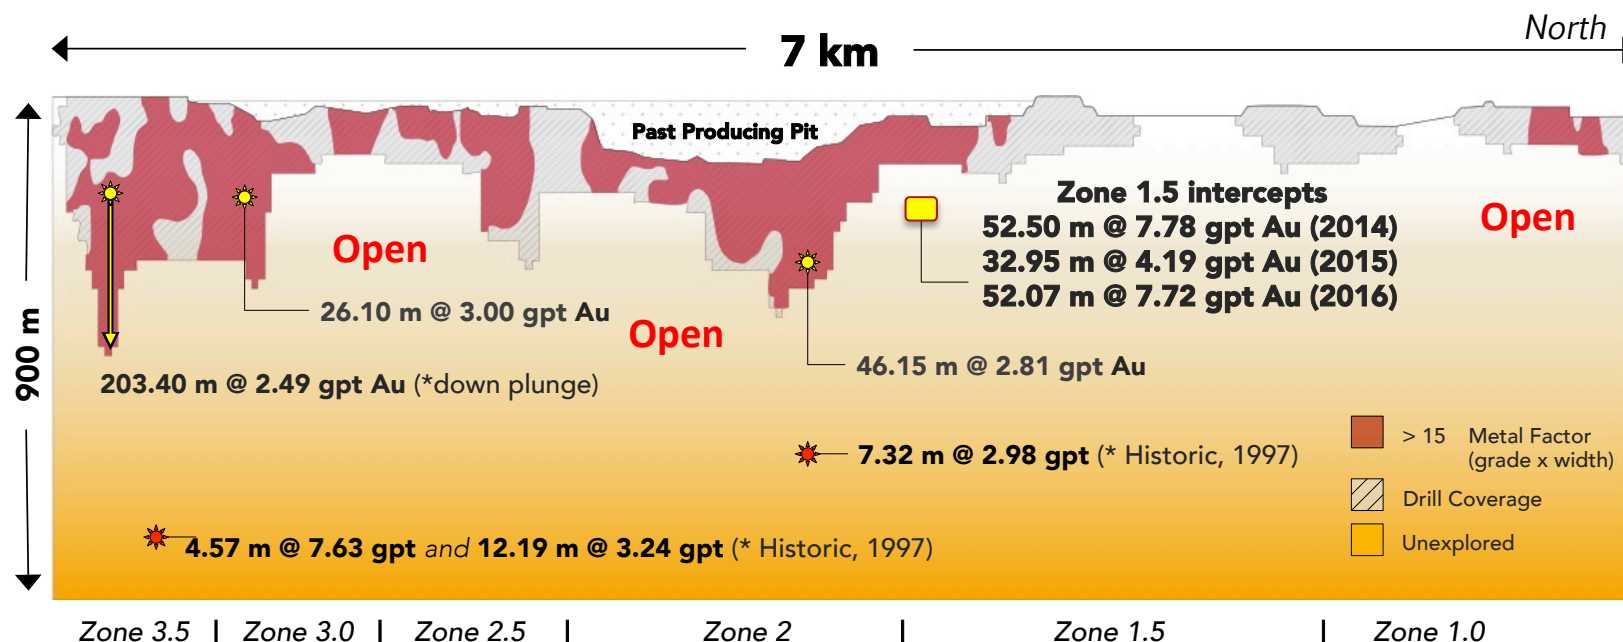 North
7 km
Past Producing Pit
Zone 1.5 intercepts
52.50 m @ 7.78 gpt Au (2014)
32.95 m @ 4.19 gpt Au (2015)
52.07 m @ 7.72 gpt Au (2016)
Open
Open
26.10 m @ 3.00 gpt Au
Open
900 m
46.15 m @ 2.81 gpt Au
203.40 m @ 2.49 gpt Au (*down plunge)
7.32 m @ 2.98 gpt (* Historic, 1997)
> 15 Metal Factor
(grade x width)
Drill Coverage
Unexplored
4.57 m @ 7.63 gpt and 12.19 m @ 3.24 gpt (* Historic, 1997)
Zone 3.5 | Zone 3.0 | Zone 2.5 | Zone 2 | Zone 1.5 | Zone 1.0